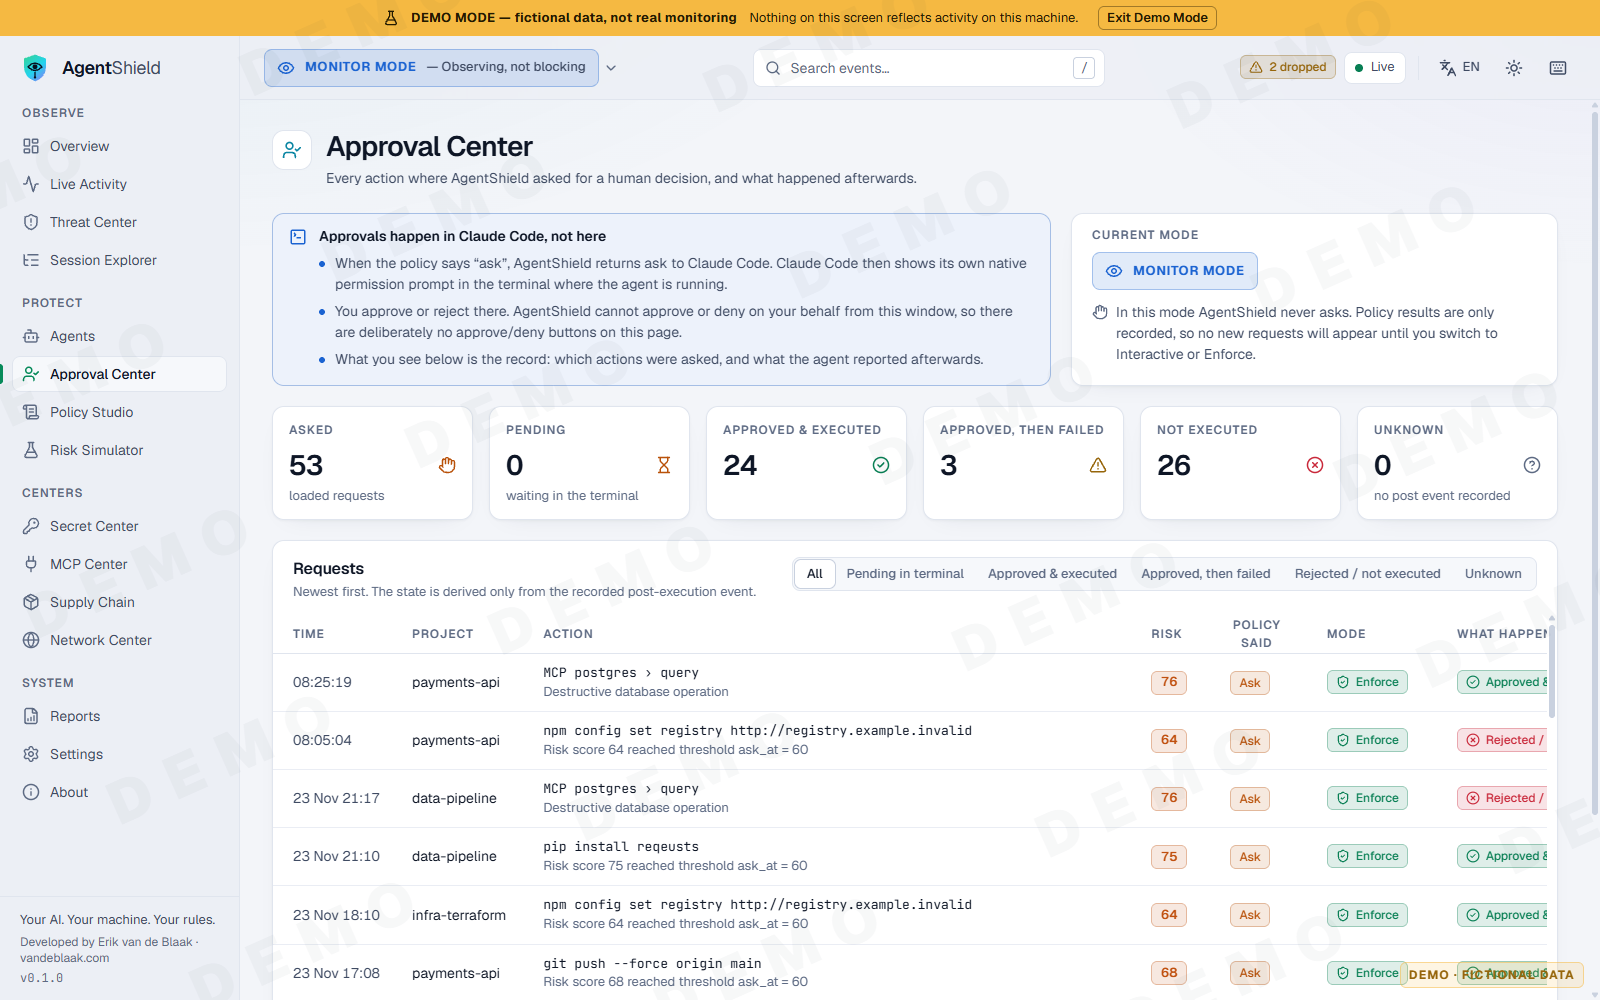 DEMO MODE — fictional data, not real monitoring Nothing on this screen reflects activity on this machine. Exit Demo Mode
AgentShield
MONITOR MODE — Observing, not blocking
Search events... /
2 dropped
Live
EN
OBSERVE
Overview
Live Activity
Threat Center
Session Explorer
PROTECT
Agents
Approval Center
Policy Studio
Risk Simulator
CENTERS
Secret Center
MCP Center
Supply Chain
Network Center
SYSTEM
Reports
Settings
About
Your AI. Your machine. Your rules.
Developed by Erik van de Blaak ·
vandeblaak.com
v0.1.0
Approval Center
Every action where AgentShield asked for a human decision, and what happened afterwards.
Approvals happen in Claude Code, not here
When the policy says “ask”, AgentShield returns ask to Claude Code. Claude Code then shows its own native
permission prompt in the terminal where the agent is running.
You approve or reject there. AgentShield cannot approve or deny on your behalf from this window, so there
are deliberately no approve/deny buttons on this page.
What you see below is the record: which actions were asked, and what the agent reported afterwards.
CURRENT MODE
MONITOR MODE
In this mode AgentShield never asks. Policy results are only
recorded, so no new requests will appear until you switch to
Interactive or Enforce.
ASKED
53
loaded requests
PENDING
0
waiting in the terminal
APPROVED & EXECUTED
24
APPROVED, THEN FAILED
3
NOT EXECUTED
26
UNKNOWN
0
no post event recorded
Requests
Newest first. The state is derived only from the recorded post-execution event.
All Pending in terminal Approved & executed Approved, then failed Rejected / not executed Unknown
TIME PROJECT ACTION RISK POLICY SAID MODE WHAT HAPPEN
08:25:19 payments-api MCP postgres › query 76 Ask Enforce Approved &
Destructive database operation
08:05:04 payments-api npm config set registry http://registry.example.invalid 64 Ask Enforce Rejected /
Risk score 64 reached threshold ask_at = 60
23 Nov 21:17 data-pipeline MCP postgres › query 76 Ask Enforce Rejected /
Destructive database operation
23 Nov 21:10 data-pipeline pip install reqeusts 75 Ask Enforce Approved &
Risk score 75 reached threshold ask_at = 60
23 Nov 18:10 infra-terraform npm config set registry http://registry.example.invalid 64 Ask Enforce Approved &
Risk score 64 reached threshold ask_at = 60
23 Nov 17:08 payments-api git push --force origin main 68 Ask Enforce Approved &
Risk score 68 reached threshold ask_at = 60
DEMO · FICTIONAL DATA